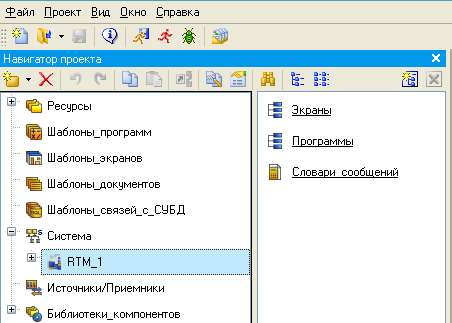 Файл Проект Вид Окно Справка
Навигатор проекта
Ресурсы
Шаблоны_программ
Шаблоны_экранов
Шаблоны_документов
Шаблоны_связей_с_СУБД
Система
RTM_1
Источники/Приемники
Библиотеки_компонентов
Экраны
Программы
Словари_сообщений